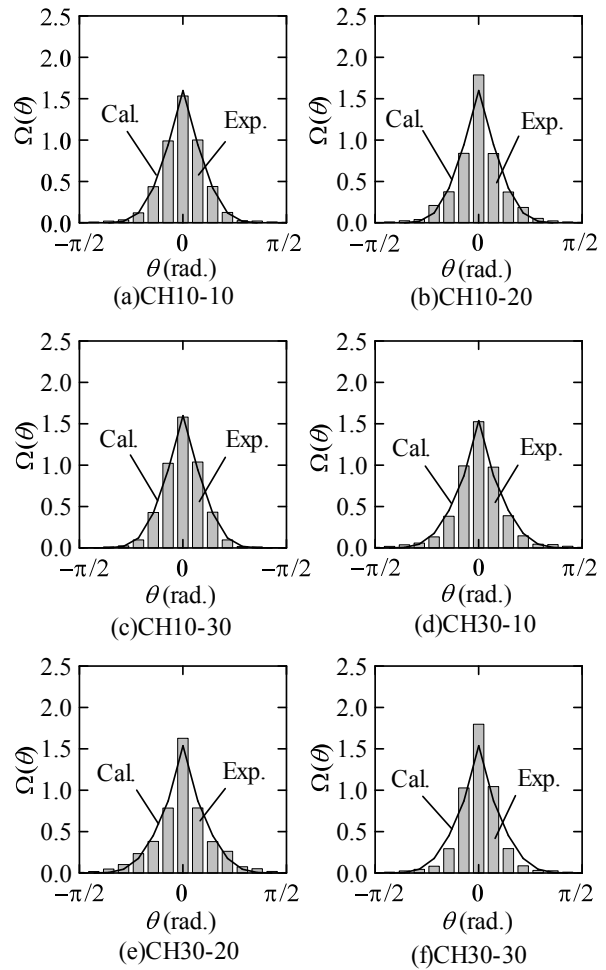 2.5
2.0
1.5
1.0
0.5
0.0
Ω(θ)
Cal.
Exp.
−π/2 0 π/2
θ (rad.)
(a)CH10-10
2.5
2.0
1.5
1.0
0.5
0.0
Ω(θ)
Cal.
Exp.
−π/2 0 π/2
θ (rad.)
(b)CH10-20
2.5
2.0
1.5
1.0
0.5
0.0
Ω(θ)
Cal.
Exp.
−π/2 0 −π/2
θ (rad.)
(c)CH10-30
2.5
2.0
1.5
1.0
0.5
0.0
Ω(θ)
Cal.
Exp.
−π/2 0 π/2
θ (rad.)
(d)CH30-10
2.5
2.0
1.5
1.0
0.5
0.0
Ω(θ)
Cal.
Exp.
−π/2 0 π/2
θ (rad.)
(e)CH30-20
2.5
2.0
1.5
1.0
0.5
0.0
Ω(θ)
Cal.
Exp.
−π/2 0 π/2
θ (rad.)
(f)CH30-30